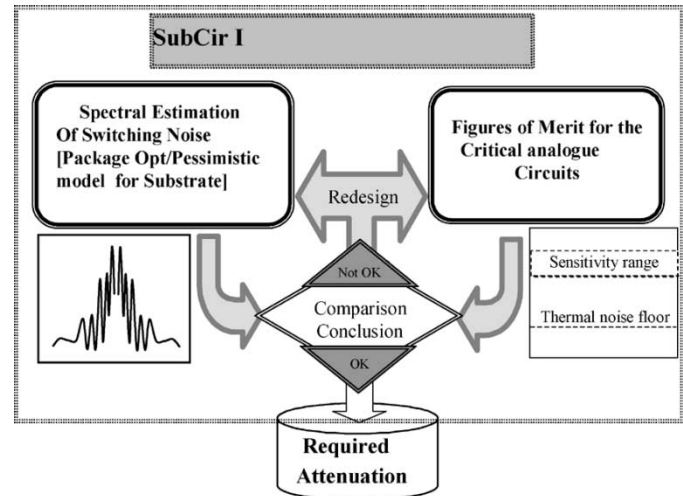 SubCir I
Spectral Estimation
Of Switching Noise
[Package Opt/Pessimistic
model for Substrate]
Figures of Merit for the
Critical analogue
Circuits
Redesign
Not OK
Comparison
Conclusion
OK
Sensitivity range
Thermal noise floor
Required
Attenuation